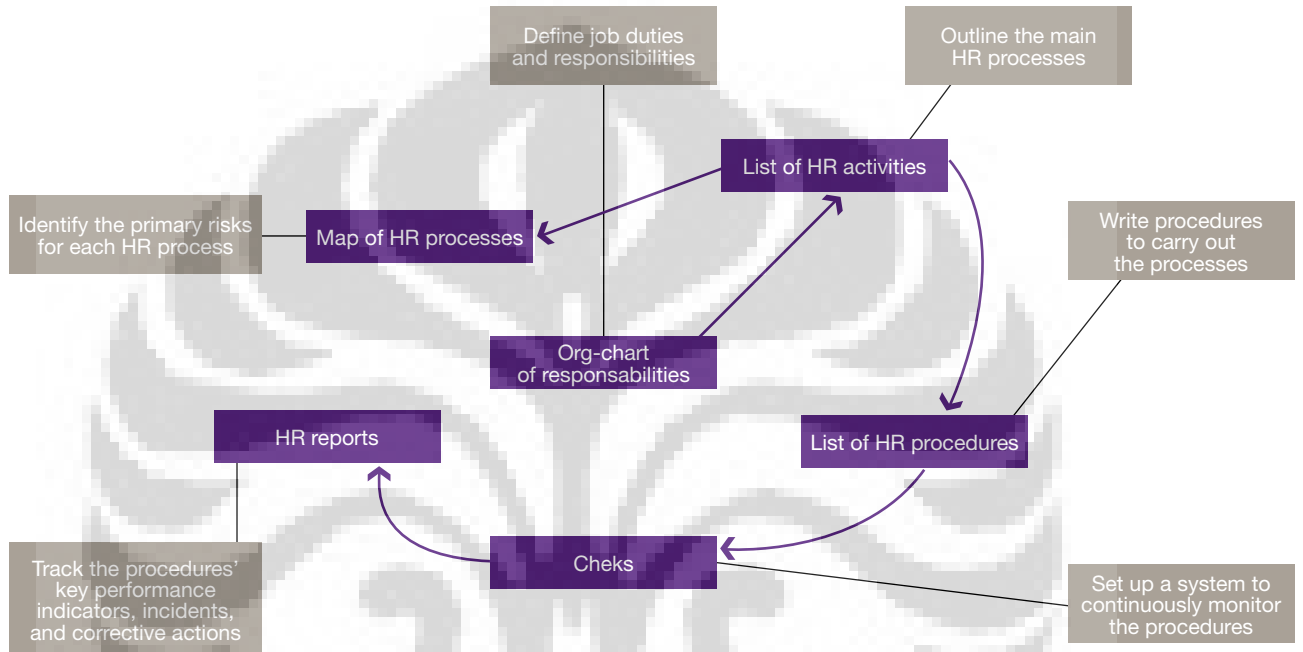 Define job duties
and responsibilities
Outline the main
HR processes
List of HR activities
Identify the primary risks
for each HR process
Map of HR processes
Write procedures
to carry out
the processes
Org-chart
of responsabilities
HR reports
List of HR procedures
Track the procedures’
key performance
indicators, incidents,
and corrective actions
Cheks
Set up a system to
continuously monitor
the procedures